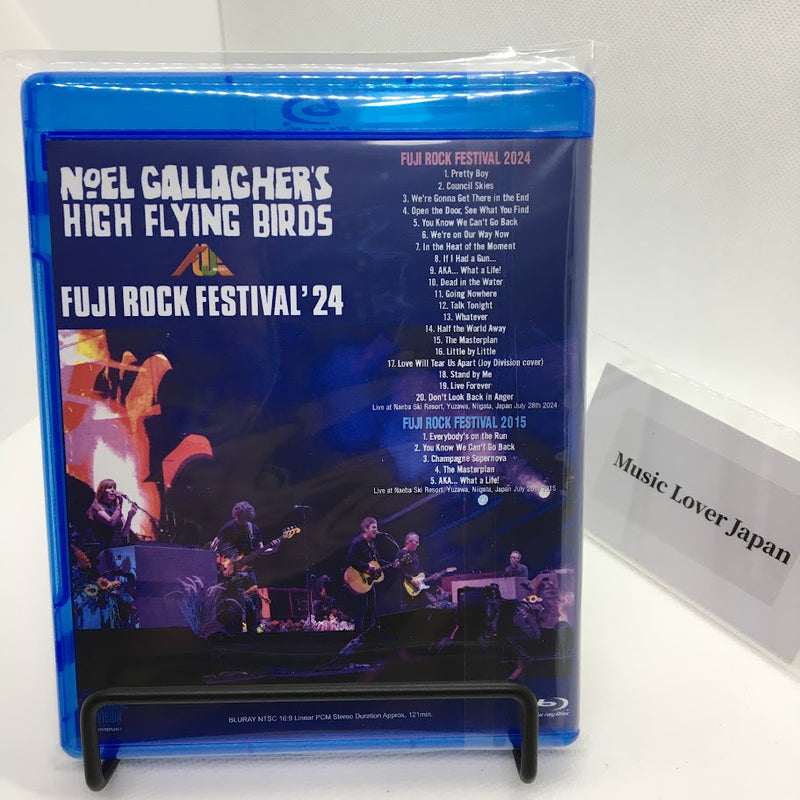 NOEL GALLAGHER'S
HIGH FLYING BIRDS
FUJI ROCK FESTIVAL'24
FUJI ROCK FESTIVAL 2024
1. Pretty Boy
2. Council Skies
3. We're Gonna Get There in the End
4. Open the Door, See What You Find
5. You Know We Can't Go Back
6. We're on Our Way Now
7. In the Heat of the Moment
8. If I Had a Gun...
9. AKA... What a Life!
10. Dead in the Water
11. Going Nowhere
12. Talk Tonight
13. Whatever
14. Half the World Away
15. The Masterplan
16. Little by Little
17. Love Will Tear Us Apart (Joy Division cover)
18. Stand by Me
19. Live Forever
20. Don't Look Back in Anger
Live at Naeba Ski Resort, Yuzawa, Niigata, Japan July 28th 2024
FUJI ROCK FESTIVAL 2015
1. Everybody's on the Run
2. You Know We Can't Go Back
3. Champagne Supernova
4. The Masterplan
5. AKA... What a Life!
Live at Naeba Ski Resort, Yuzawa, Niigata, Japan July 26th 2015
BLURAY NTSC 16:9 Linear PCM Stereo Duration Approx. 121min.
VISION
Blu-ray Disc
Music Lover Japan